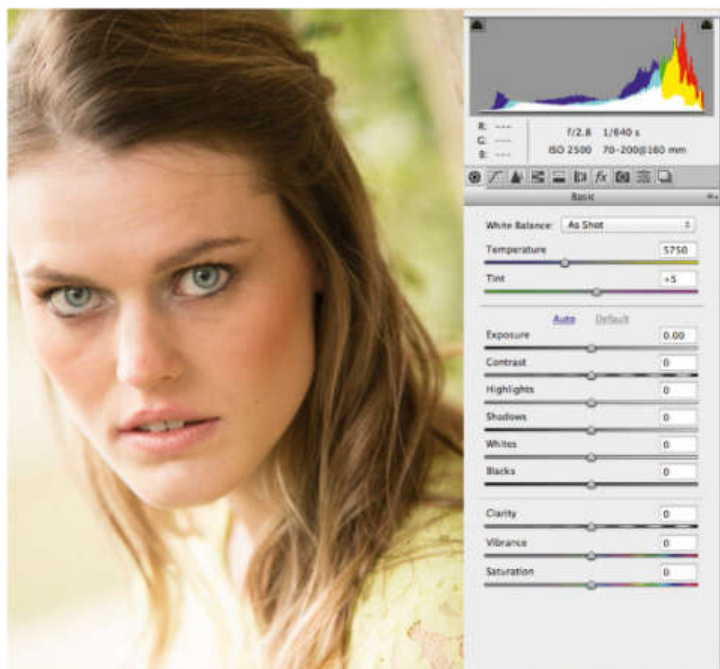 R: ---
G: ---
B: ---
f/2.8 1/640 s
ISO 2500 70-200@160 mm
fx
Basic
White Balance: As Shot
Temperature 5750
Tint +5
Auto Default
Exposure 0.00
Contrast 0
Highlights 0
Shadows 0
Whites 0
Blacks 0
Clarity 0
Vibrance 0
Saturation 0